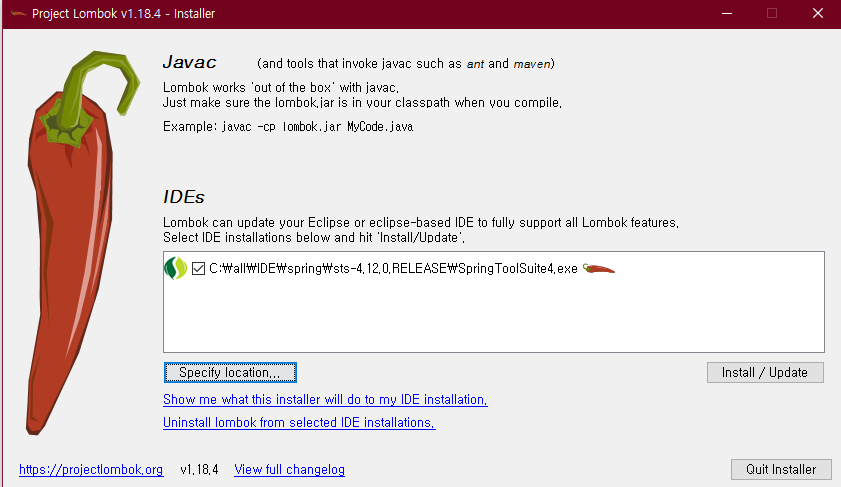 Project Lombok v1.18.4 - Installer
Javac (and tools that invoke javac such as ant and maven)
Lombok works 'out of the box' with javac.
Just make sure the lombok.jar is in your classpath when you compile.
Example: javac -cp lombok.jar MyCode.java
IDEs
Lombok can update your Eclipse or eclipse-based IDE to fully support all Lombok features.
Select IDE installations below and hit 'Install/Update'.
C:₩all₩IDE₩spring₩sts-4.12.0.RELEASE₩SpringToolSuite4.exe
Specify location...
Install / Update
Show me what this installer will do to my IDE installation.
Uninstall lombok from selected IDE installations.
https://projectlombok.org v1.18.4 View full changelog
Quit Installer